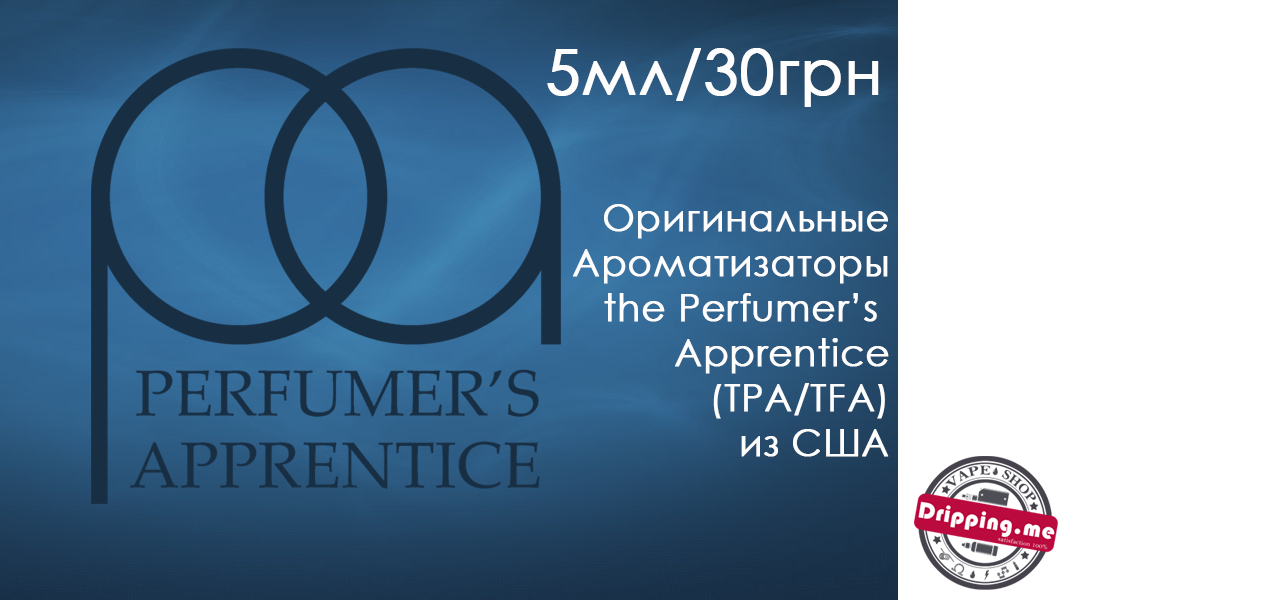 5мл/30грн
Оригинальные
Ароматизаторы
the Perfumer’s
Apprentice
(TPA/TFA)
из США
PERFUMER’S
APPRENTICE
VAPE SHOP
Dripping.me
satisfaction 100%